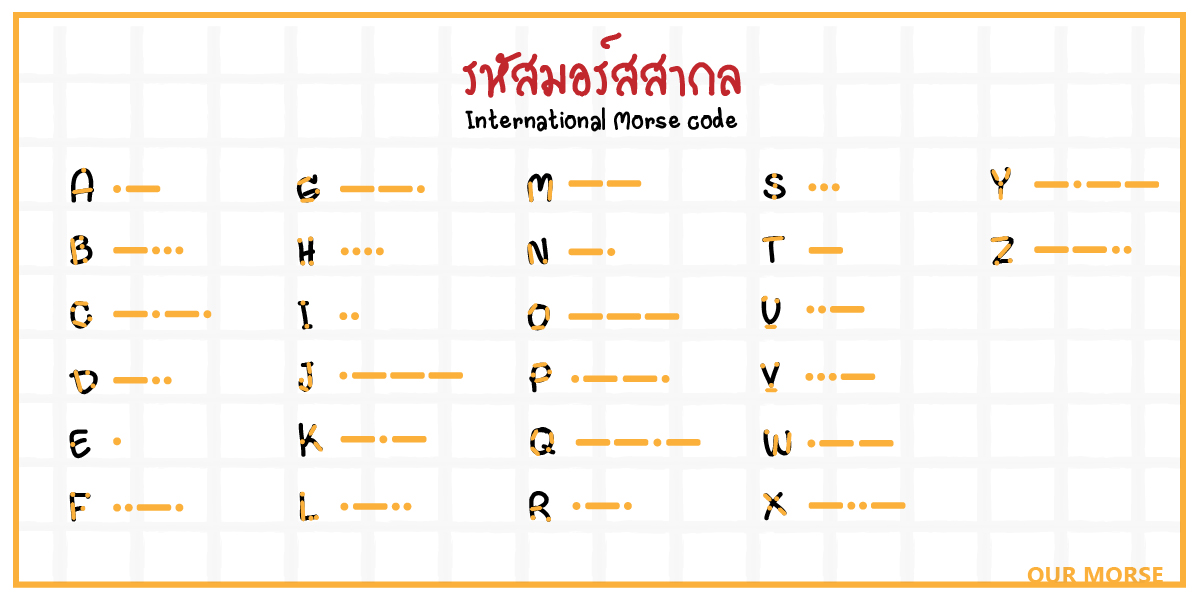 รหัสมอร์สสากล
International Morse code
A
B
C
D
E
F
G
H
I
J
K
L
M
N
O
P
Q
R
S
T
U
V
W
X
Y
Z
OUR MORSE